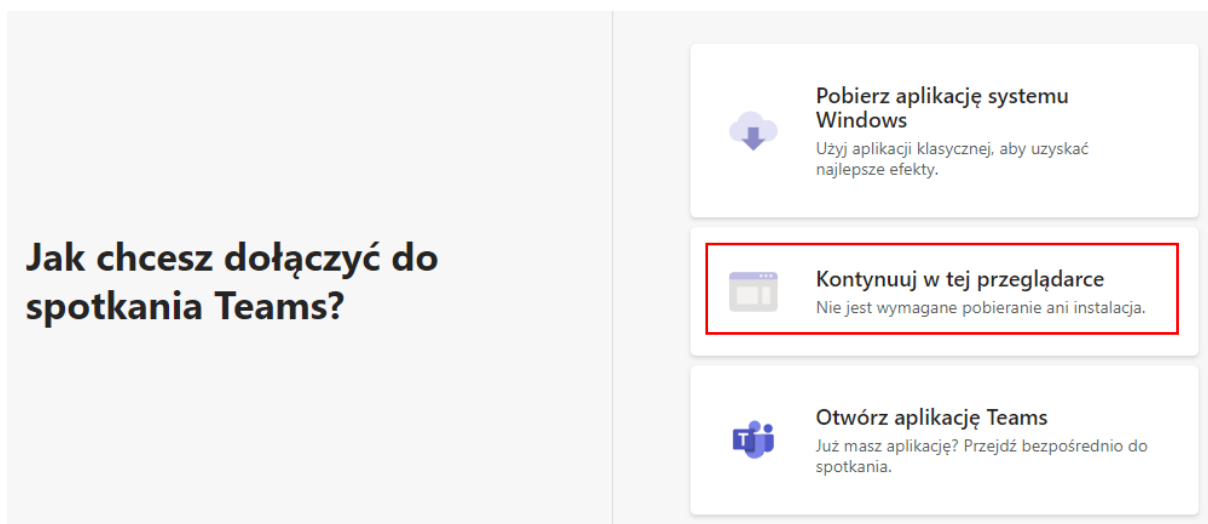 Jak chcesz dołączyć do
spotkania Teams?
Pobierz aplikację systemu
Windows
Użyj aplikacji klasycznej, aby uzyskać
najlepsze efekty.
Kontynuuj w tej przeglądarce
Nie jest wymagane pobieranie ani instalacja.
Otwórz aplikację Teams
Już masz aplikację? Przejdź bezpośrednio do
spotkania.